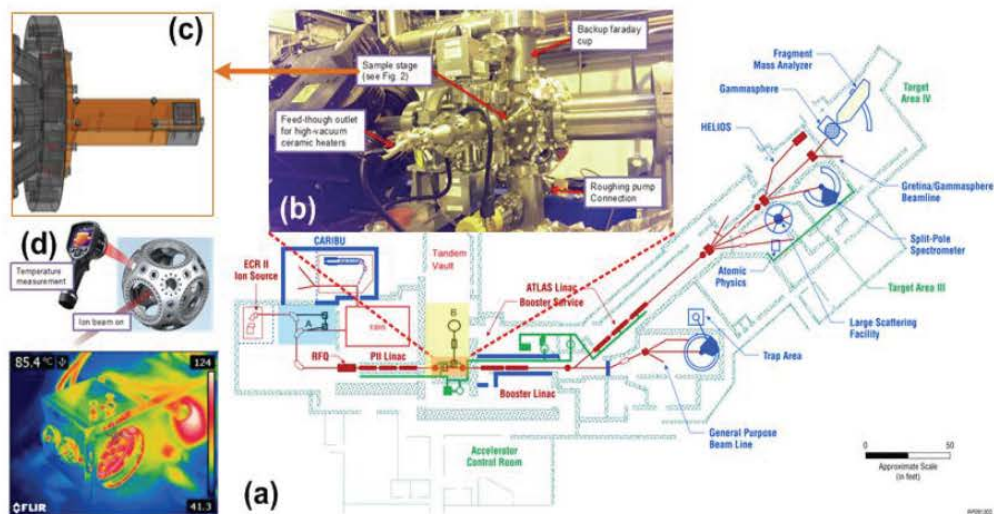 (c)
Sample stage
(see Fig. 2)
Feed-though outlet
for high-vacuum
ceramic heaters
Backup faraday
cup
Roughing pump
Connection
(b)
Fragment
Mass Analyzer
Gammasphere
Target
Area IV
HELIOS
Gretina/Gammasphere
Beamline
Split-Pole
Spectrometer
Atomic
Physics
Target Area III
Large Scattering
Facility
(d)
Temperature
measurement
Ion beam on
CARIBU
ECR II
Ion Source
A
Tandem
Vault
B
ATLAS Linac
Booster Service
RFQ
PII Linac
Booster Linac
Trap Area
General Purpose
Beam Line
Accelerator
Control Room
85.4 °C
124
41.3
FLIR
(a)
0
50
Approximate Scale
(in feet)